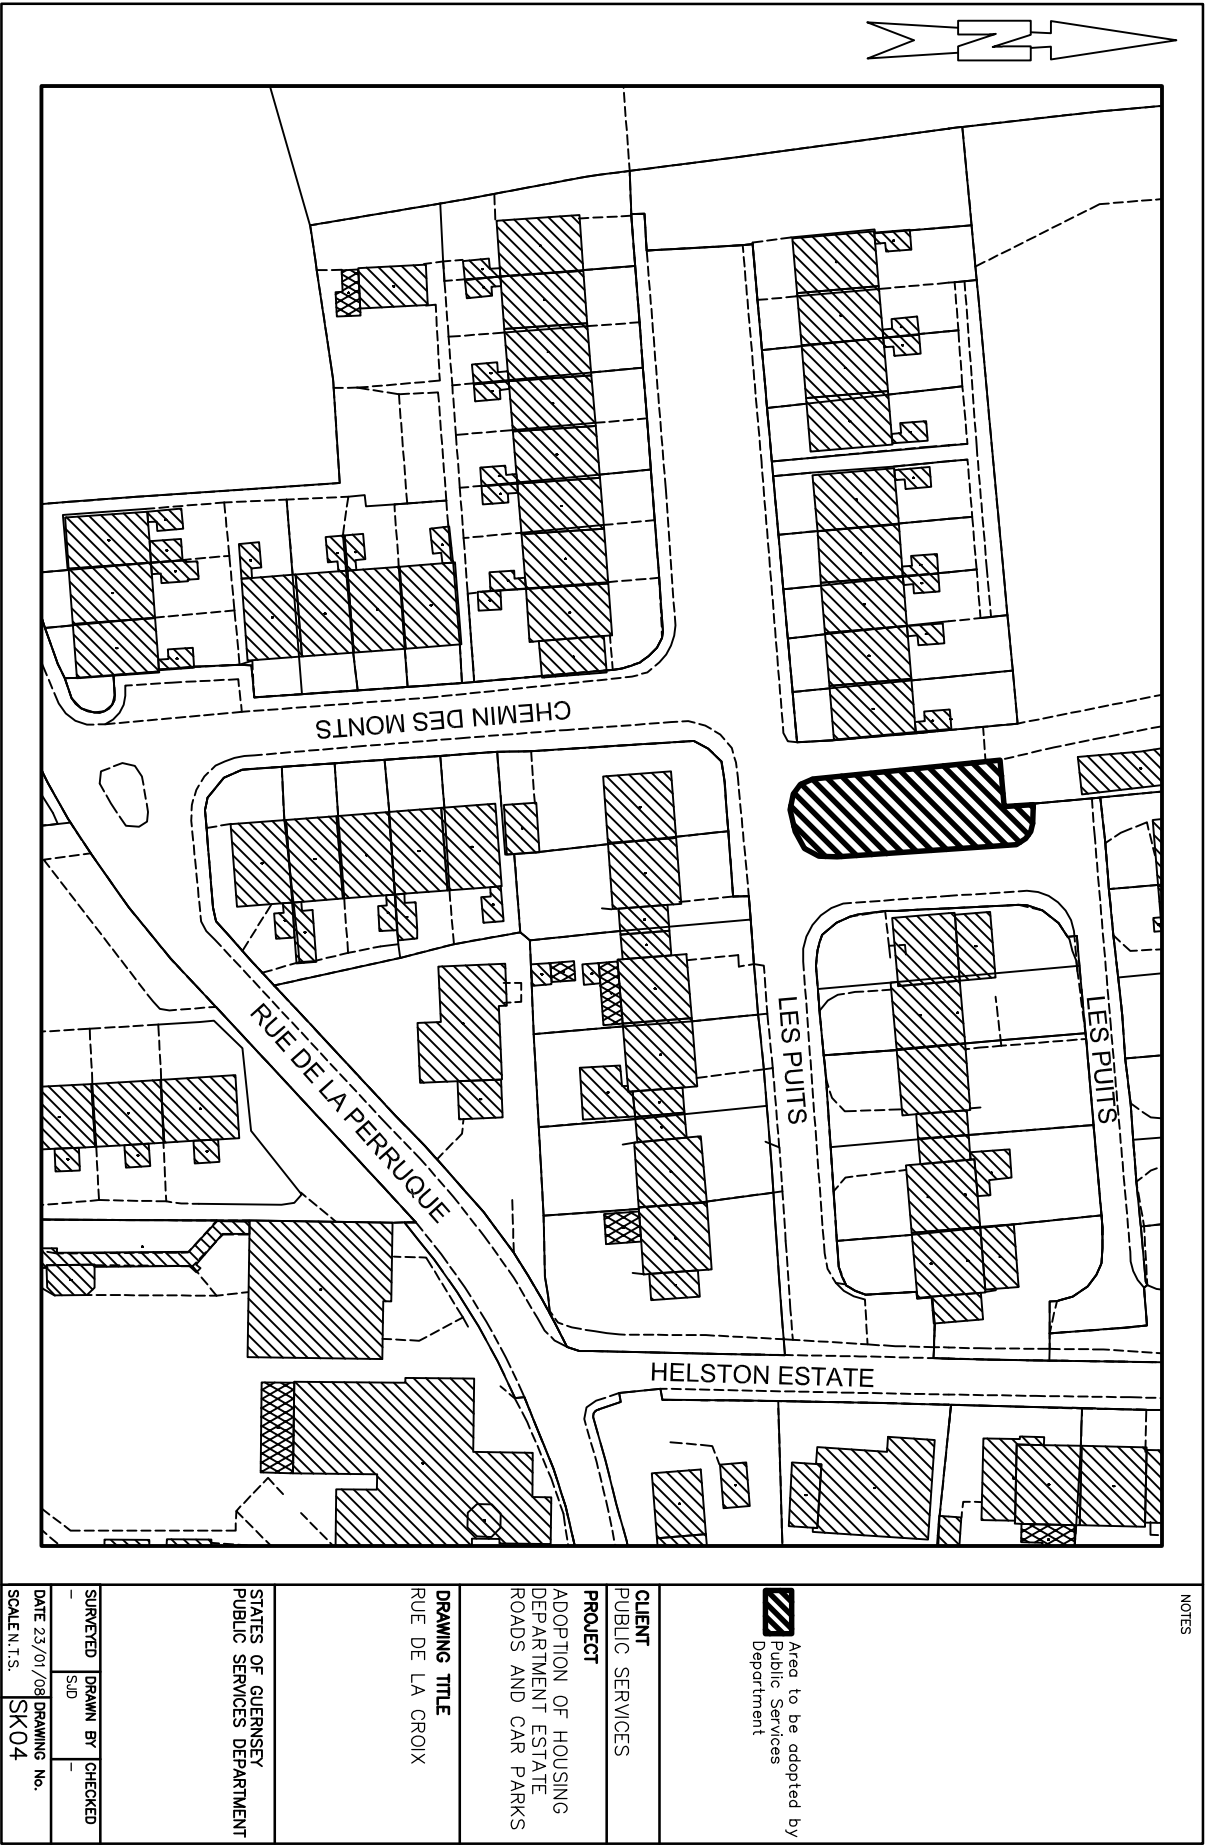 N
CHEMIN DES MONTS
RUE DE LA PERRUQUE
LES PUITS
LES PUITS
HELSTON ESTATE
NOTES
Area to be adopted by
Public Services
Department
CLIENT
PUBLIC SERVICES
PROJECT
ADOPTION OF HOUSING
DEPARTMENT ESTATE
ROADS AND CAR PARKS
DRAWING TITLE
RUE DE LA CROIX
STATES OF GUERNSEY
PUBLIC SERVICES DEPARTMENT
SURVEYED DRAWN BY CHECKED
- SJD -
DATE 23/01/08 DRAWING No.
SCALE N.T.S. SK04